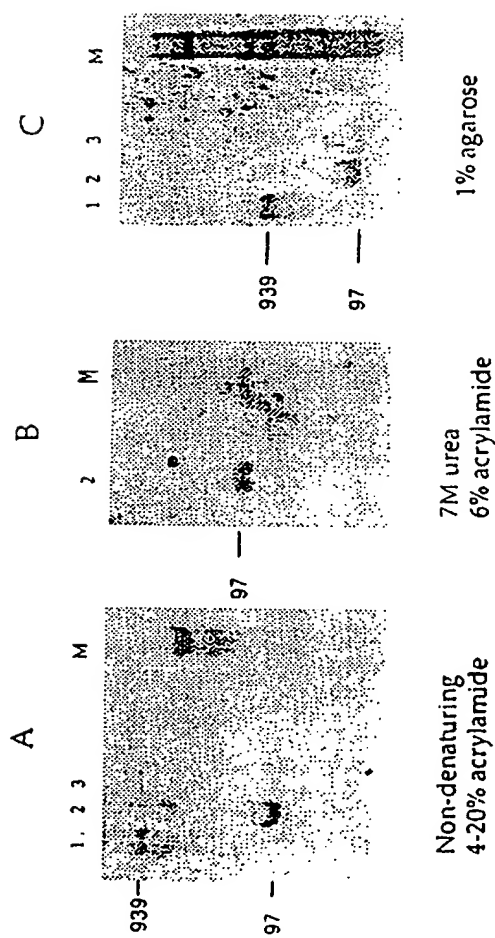 A
1. 2 3 M
939
97
Non-denaturing
4-20% acrylamide
B
2 M
97
7M urea
6% acrylamide
C
1 2 3 M
939
97
1% agarose